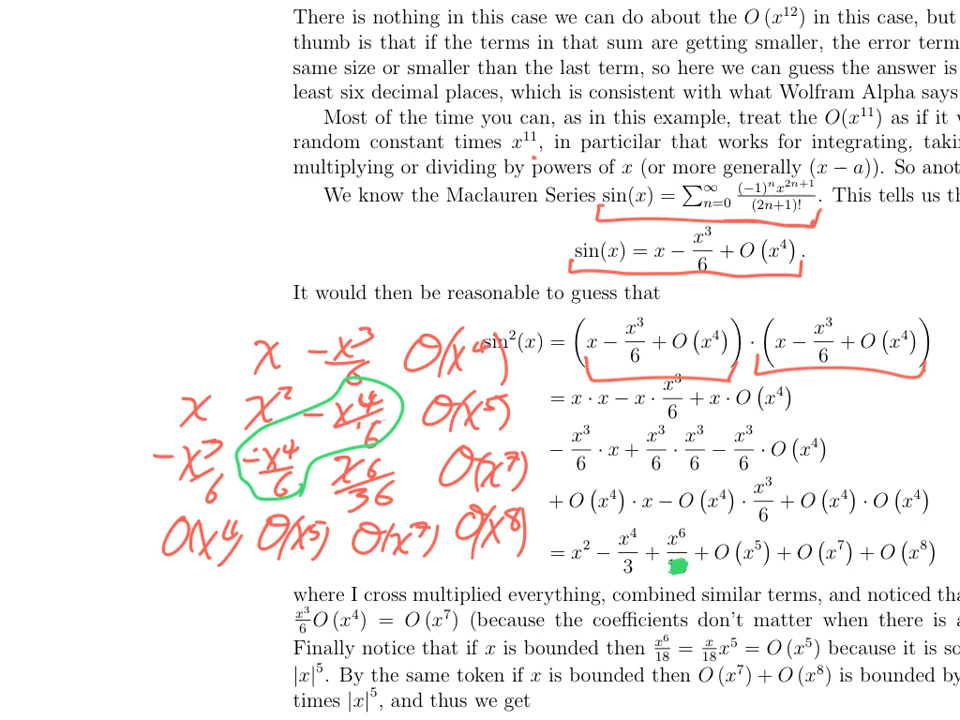 There is nothing in this case we can do about the O (x^12) in this case, but
thumb is that if the terms in that sum are getting smaller, the error term
same size or smaller than the last term, so here we can guess the answer is
least six decimal places, which is consistent with what Wolfram Alpha says
Most of the time you can, as in this example, treat the O(x^11) as if it
random constant times x^11, in particilar that works for integrating, taki
multiplying or dividing by powers of x (or more generally (x − a)). So anot
We know the Maclauren Series sin(x) = ∑_{n=0}^{∞} (−1)^n x^{2n+1} / (2n+1)!. This tells us th
sin(x) = x − x^3/6 + O (x^4).
It would then be reasonable to guess that
sin^2(x) = (x − x^3/6 + O (x^4)) · (x − x^3/6 + O (x^4))
= x · x − x · x^3/6 + x · O (x^4)
− x^3/6 · x + x^3/6 · x^3/6 − x^3/6 · O (x^4)
+ O (x^4) · x − O (x^4) · x^3/6 + O (x^4) · O (x^4)
= x^2 − x^4/3 + x^6/ + O (x^5) + O (x^7) + O (x^8)
x −x^3/6 O(x^4)
x x^2 −x^4/6 O(x^5)
−x^3/6 −x^4/6 x^6/36 O(x^7)
O(x^4) O(x^5) O(x^7) O(x^8)
where I cross multiplied everything, combined similar terms, and noticed tha
x^3/6 O (x^4) = O (x^7) (because the coefficients don't matter when there is a
Finally notice that if x is bounded then x^6/18 = x/18 x^5 = O (x^5) because it is so
|x|^5. By the same token if x is bounded then O (x^7) + O (x^8) is bounded by
times |x|^5, and thus we get